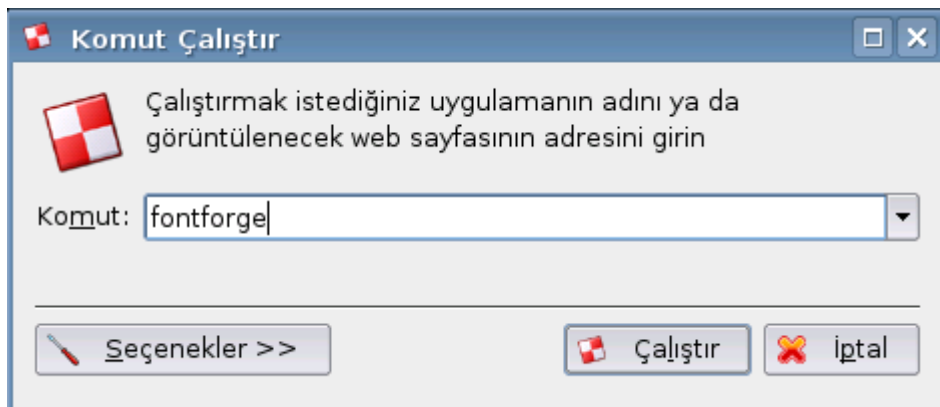 Komut Çalıştır
Çalıştırmak istediğiniz uygulamanın adını ya da
görüntülenecek web sayfasının adresini girin
Komut: fontforge
Seçenekler >> Çalıştır İptal